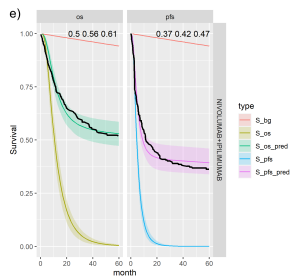 e)
os
pfs
1.00
0.75
0.50
0.25
0.00
Survival
0.5 0.56 0.61
0.37 0.42 0.47
NIVOLUMAB+IPILIMUMAB
0
20
40
60
0
20
40
60
month
type
S_bg
S_os
S_os_pred
S_pfs
S_pfs_pred